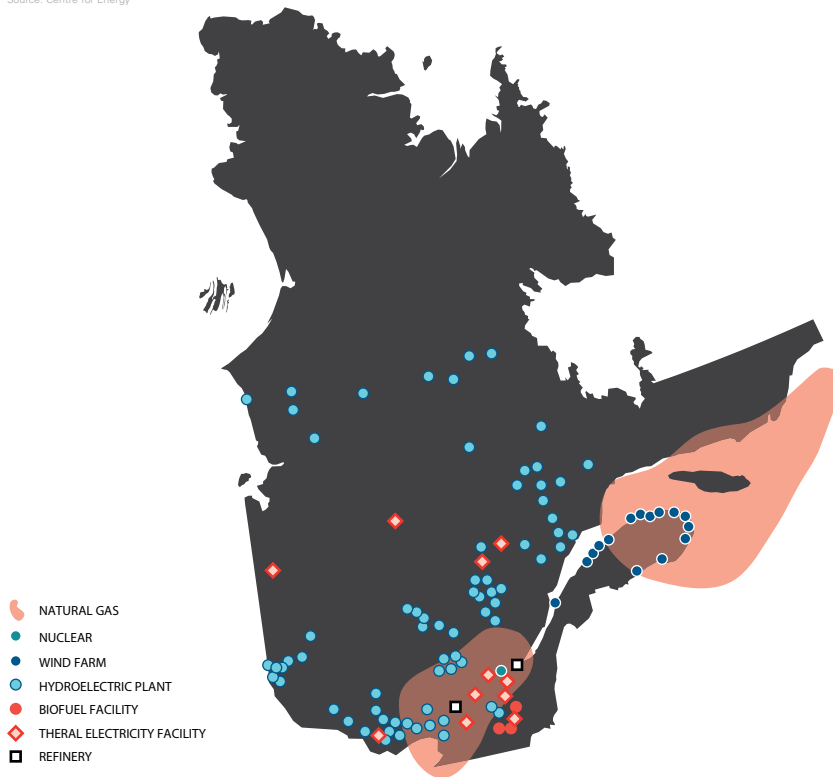 Source: Centre for Energy
NATURAL GAS
NUCLEAR
WIND FARM
HYDROELECTRIC PLANT
BIOFUEL FACILITY
THERAL ELECTRICITY FACILITY
REFINERY